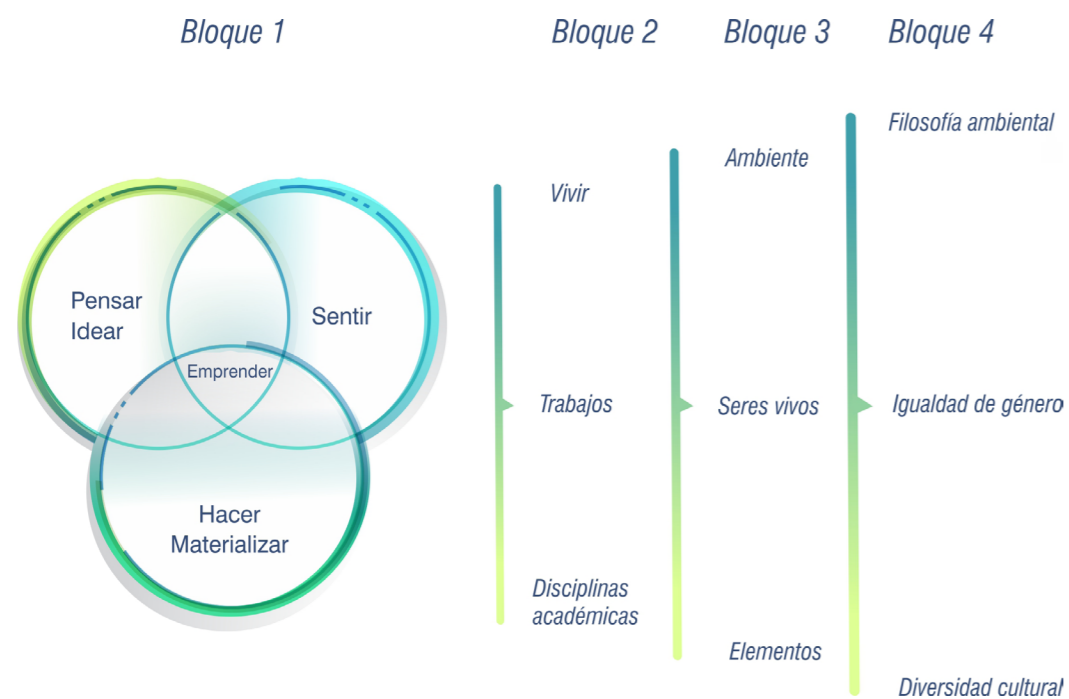 Bloque 1
Bloque 2
Bloque 3
Bloque 4
Pensar
Idear
Sentir
Emprender
Hacer
Materializar
Vivir
Trabajos
Disciplinas
académicas
Ambiente
Seres vivos
Elementos
Filosofía ambiental
Igualdad de género
Diversidad cultural